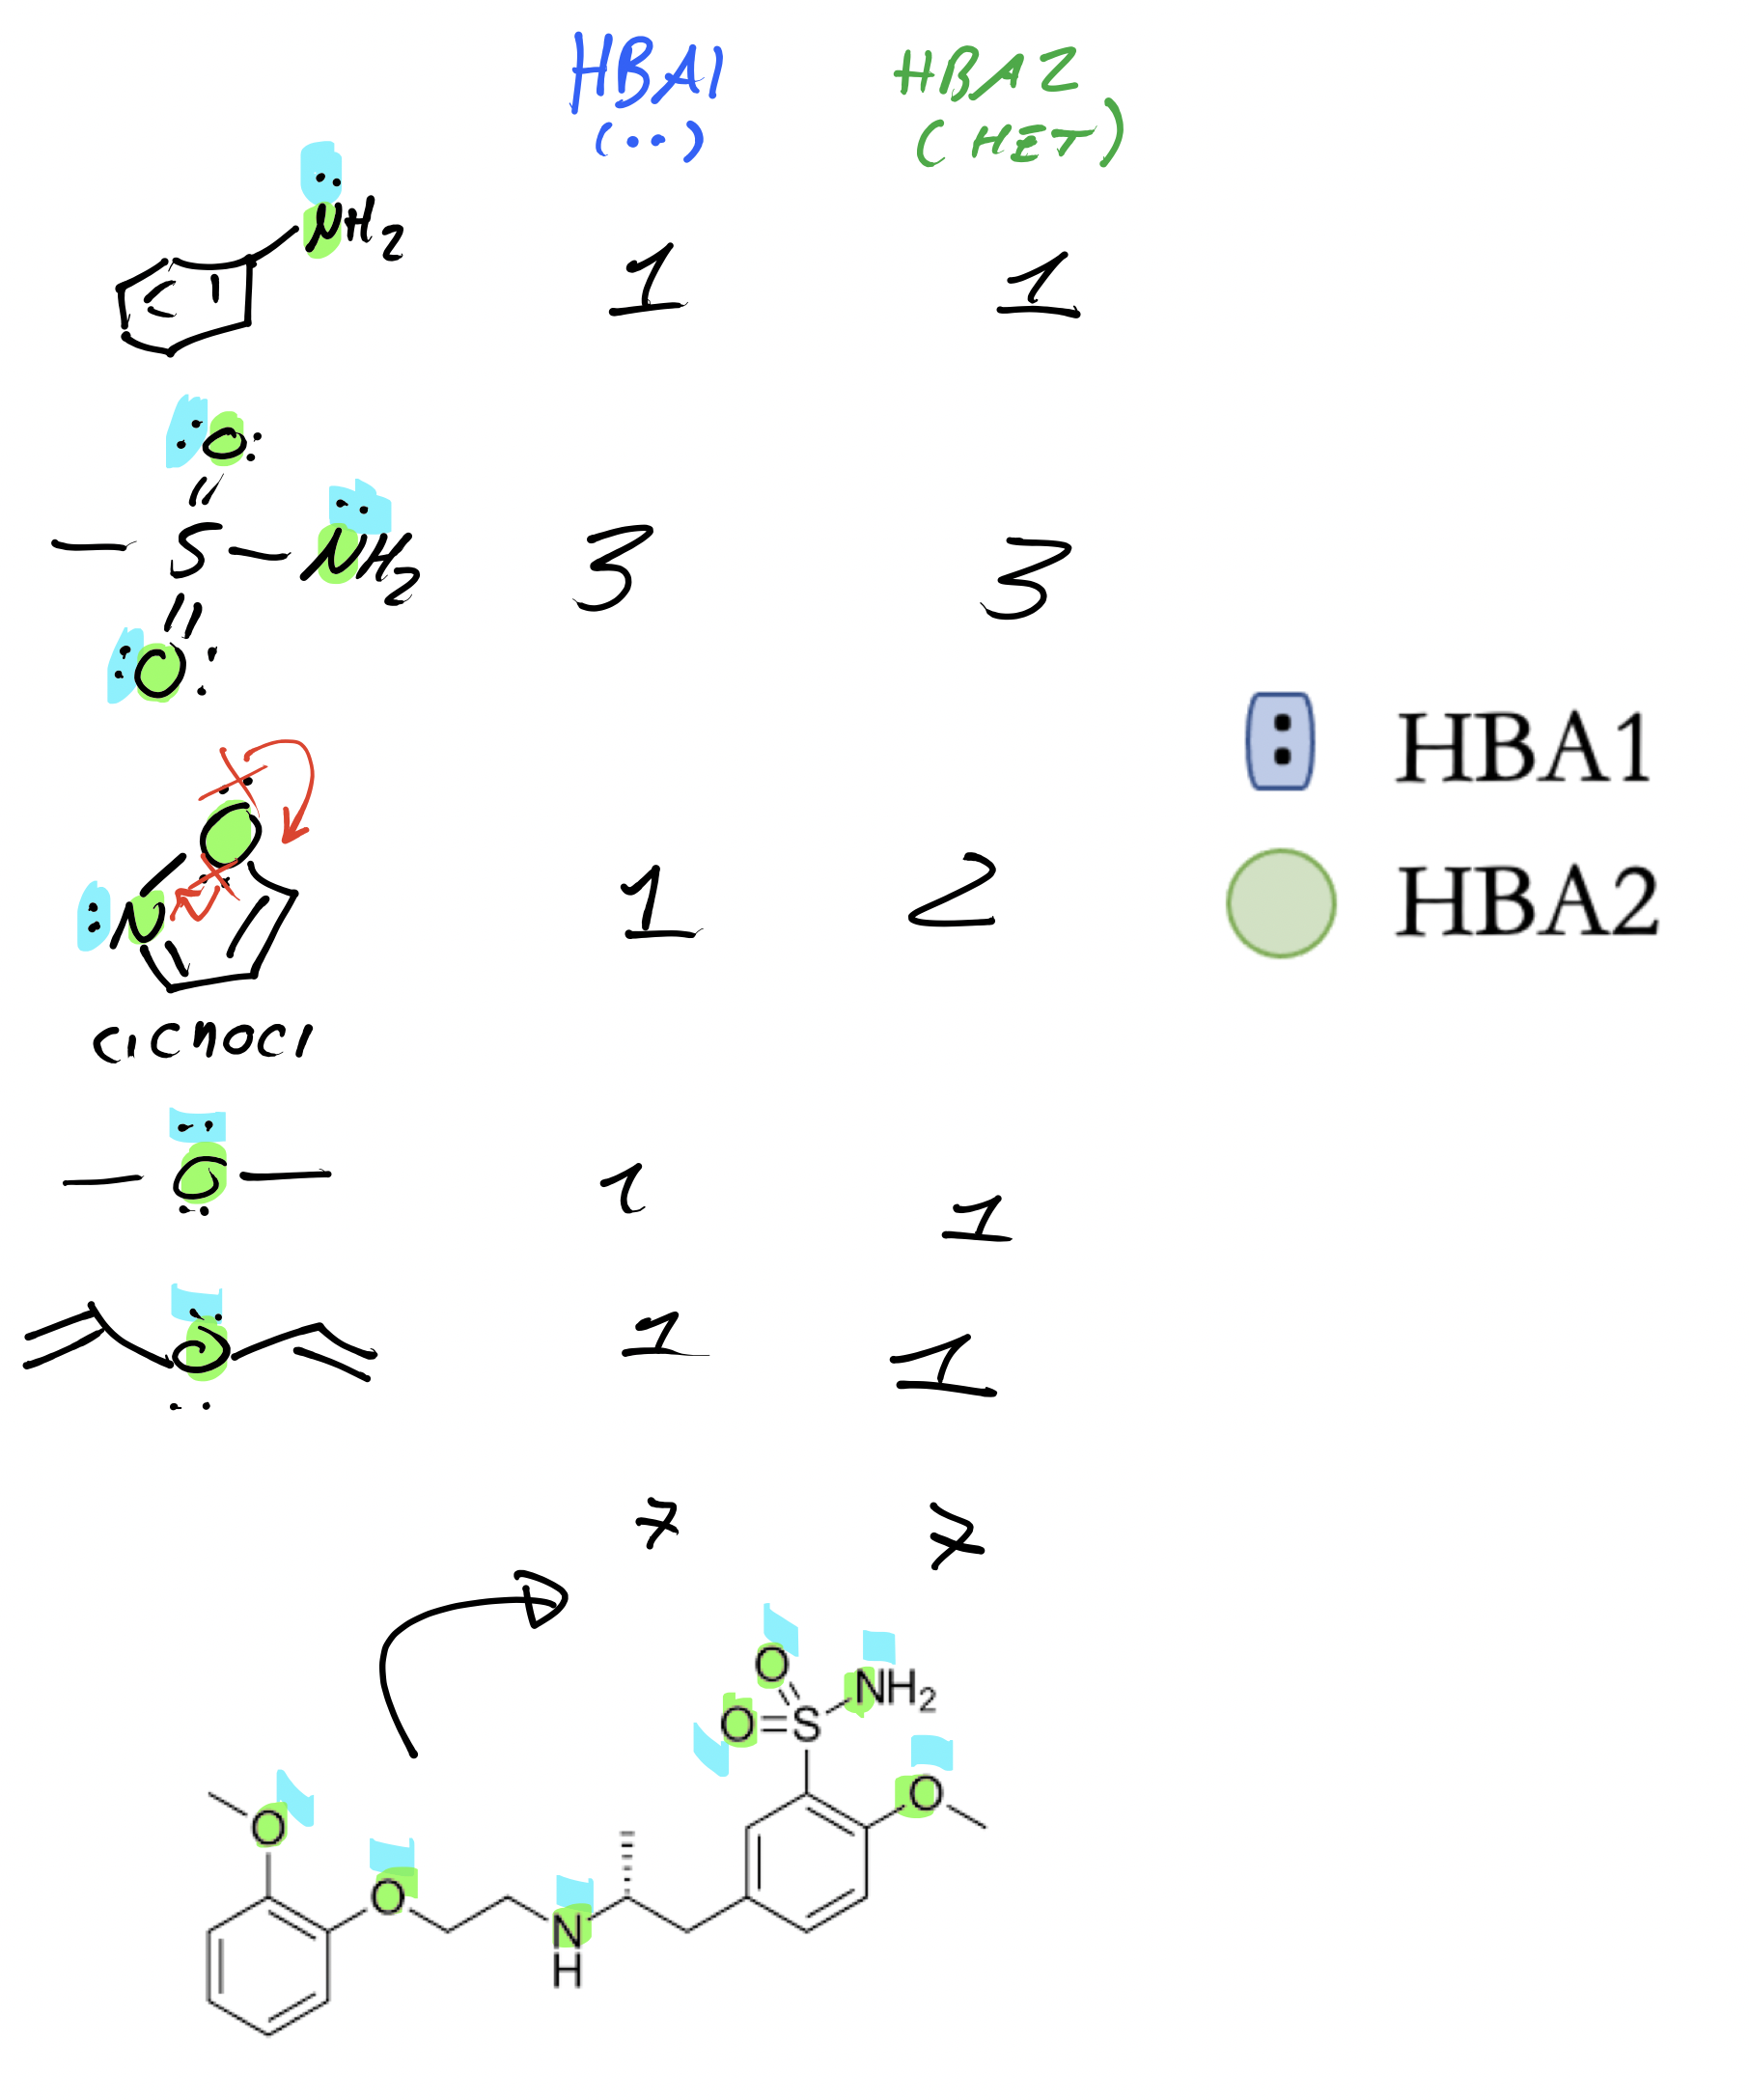 HBA1 HBA2
(··) (HET)
NH2
1 1
:O:
S NH2 3 3
:O:
O
:N 1 2
HBA1
HBA2
c1cnoc1
O 1 1
O 1 1
7 7
O NH2
O S
O
O
O
N
H